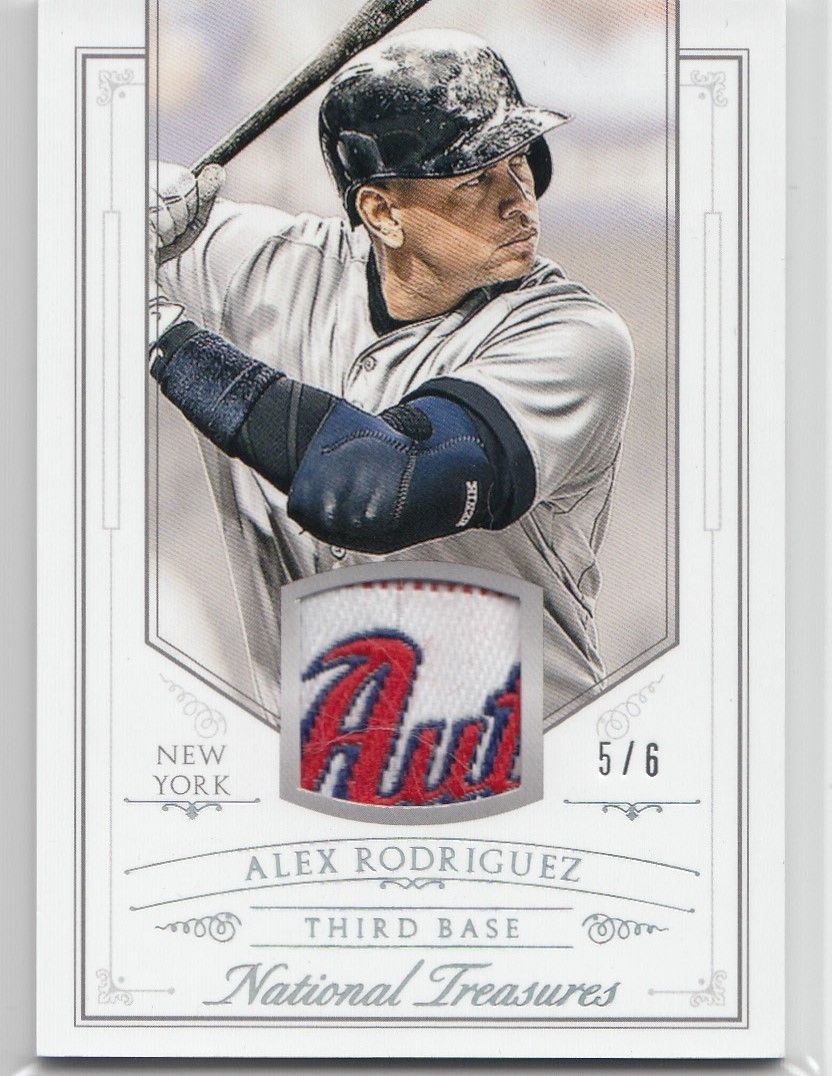 Aut
NEW
YORK
5/6
ALEX RODRIGUEZ
THIRD BASE
National Treasures